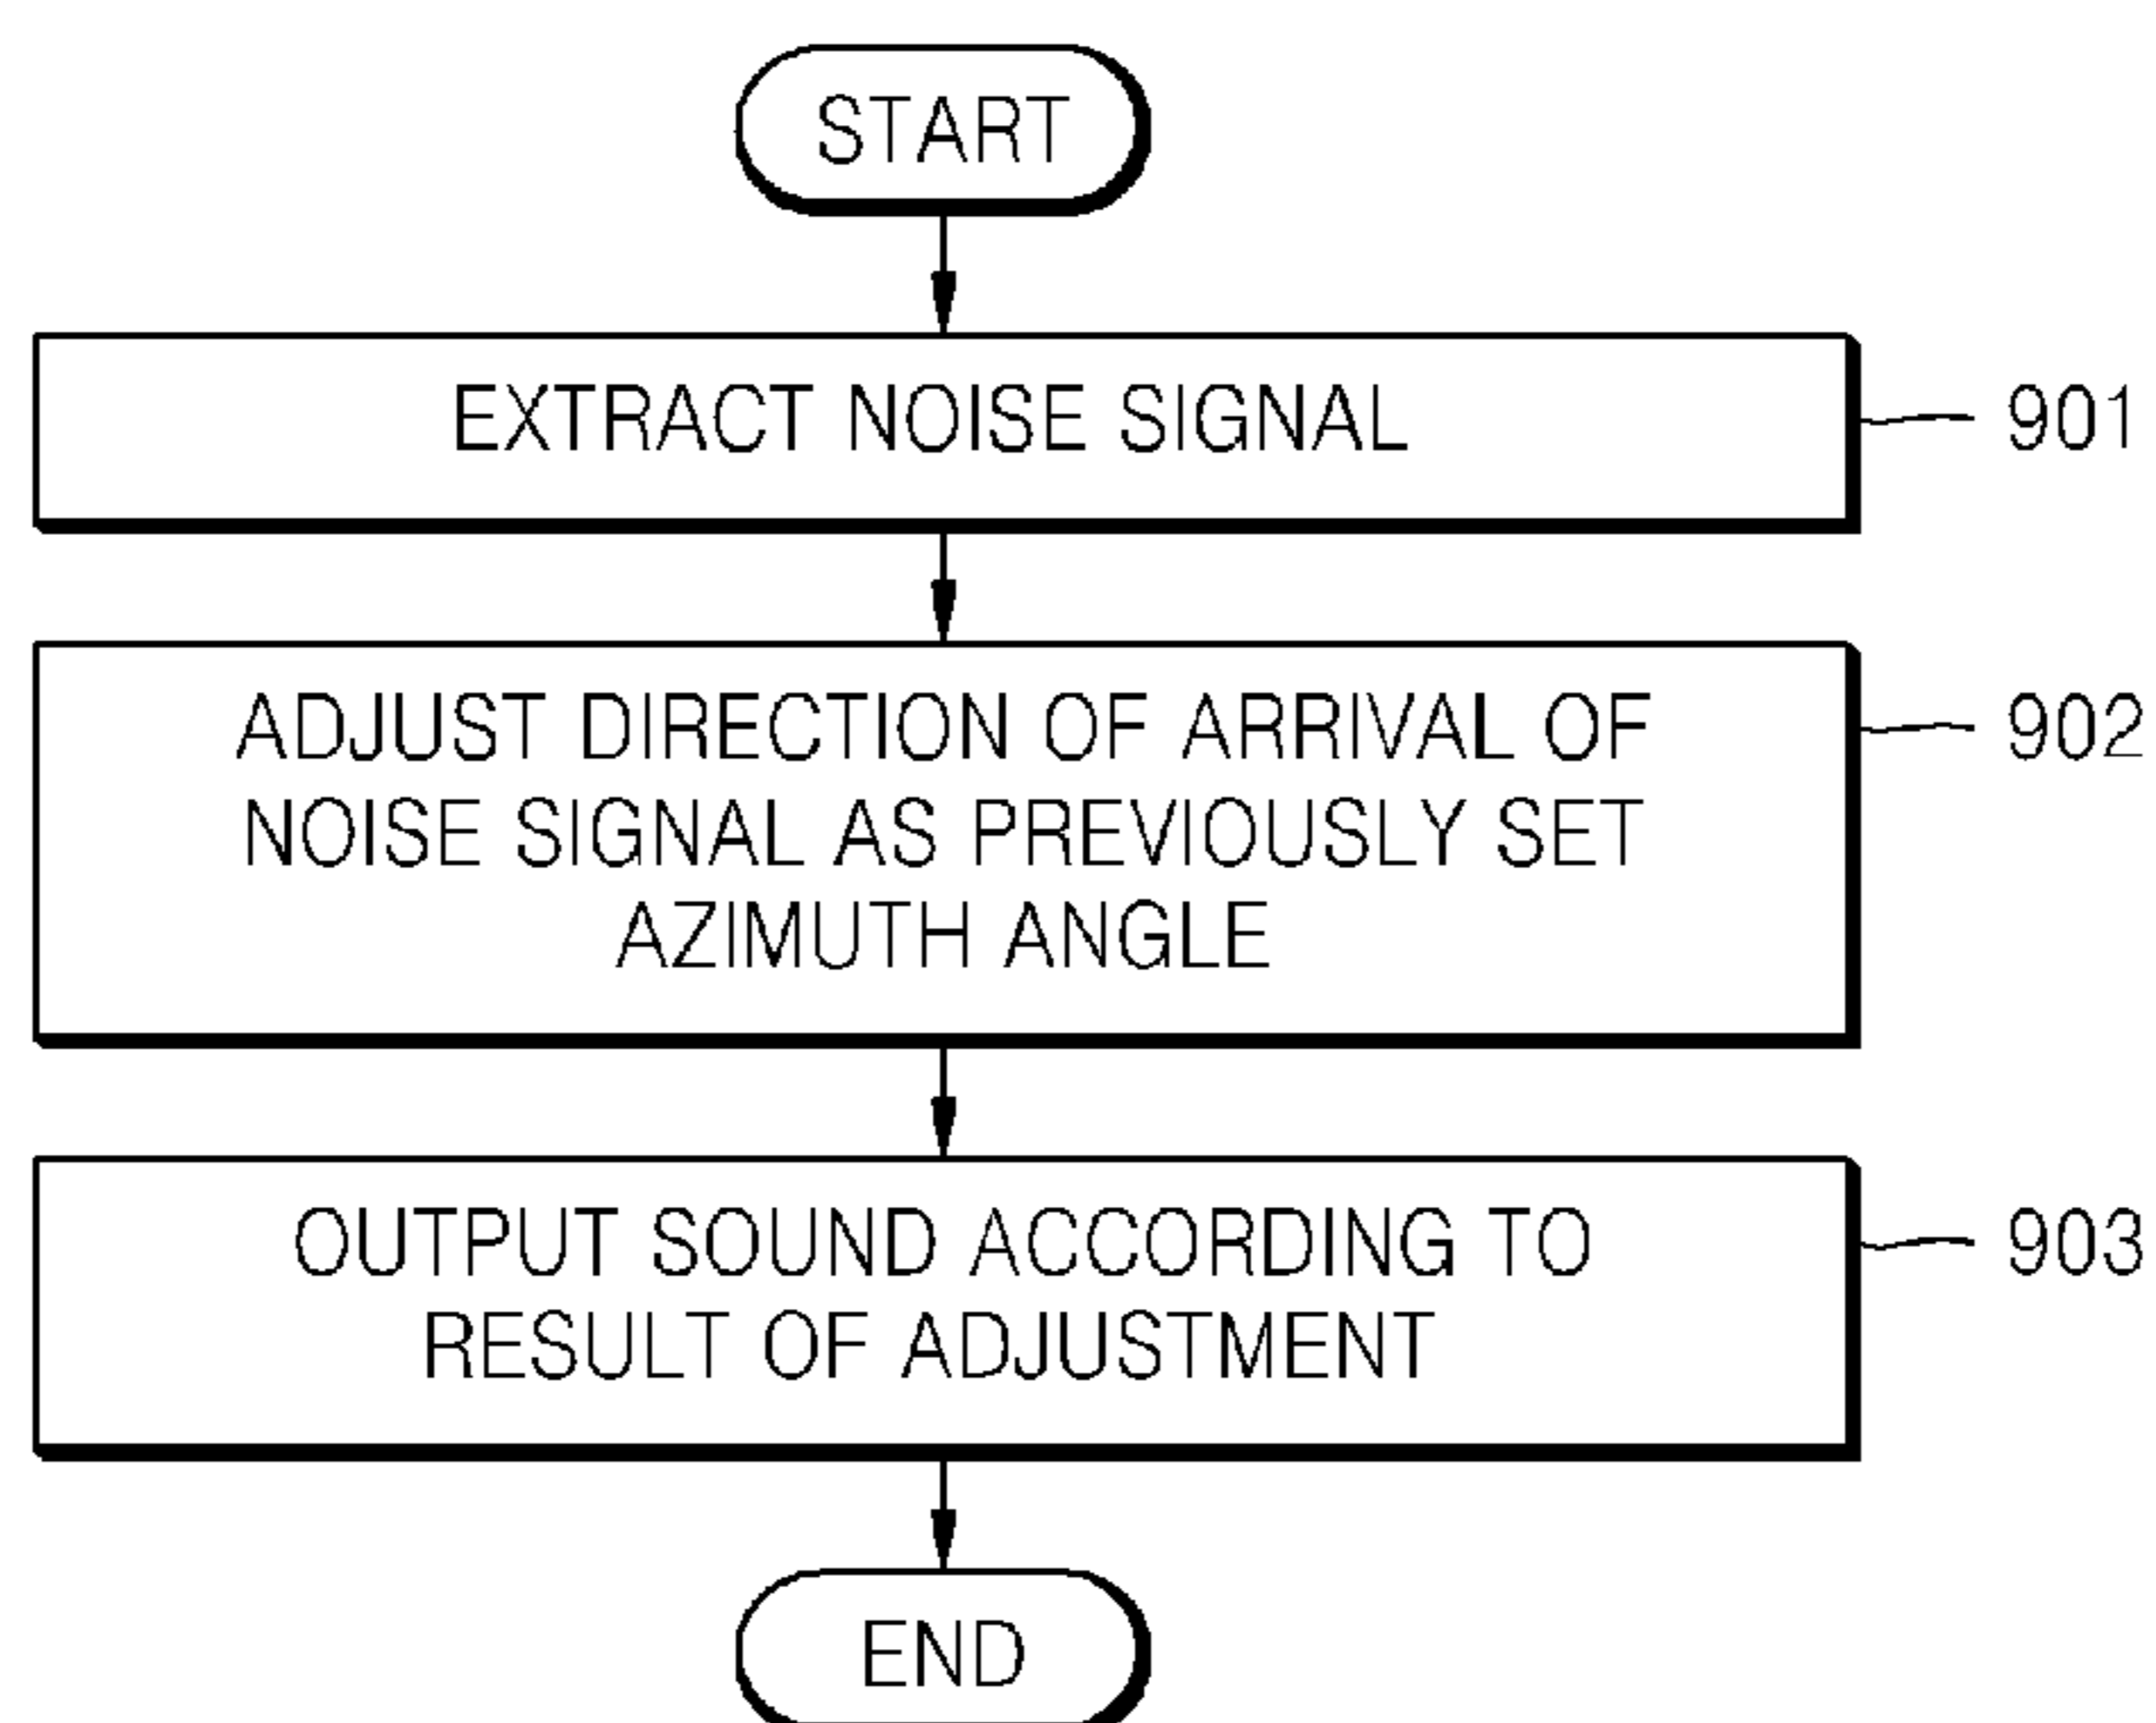 START
EXTRACT NOISE SIGNAL
901
ADJUST DIRECTION OF ARRIVAL OF
NOISE SIGNAL AS PREVIOUSLY SET
AZIMUTH ANGLE
902
OUTPUT SOUND ACCORDING TO
RESULT OF ADJUSTMENT
903
END